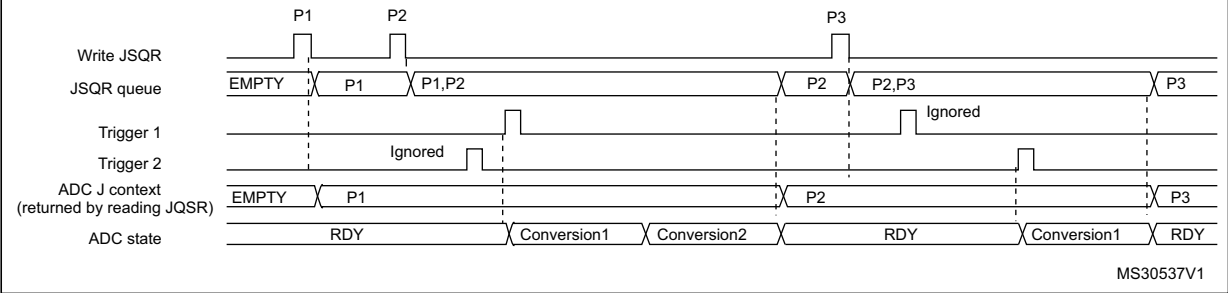 P1 P2 P3
Write JSQR
JSQR queue EMPTY P1 P1,P2 P2 P2,P3 P3
Trigger 1 Ignored
Trigger 2 Ignored
ADC J context
(returned by reading JQSR) EMPTY P1 P2 P3
ADC state RDY Conversion1 Conversion2 RDY Conversion1 RDY
MS30537V1